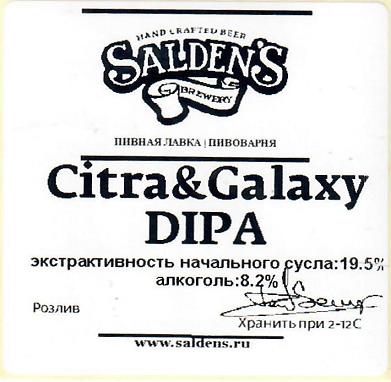 HAND CRAFTED BEER
SALDEN'S
BREWERY
ПИВНАЯ ЛАВКА | ПИВОВАРНЯ
Citra&Galaxy
DIPA
экстрактивность начального сусла:19.5%
алкоголь:8.2%
Розлив
Хранить при 2-12С
www.saldens.ru